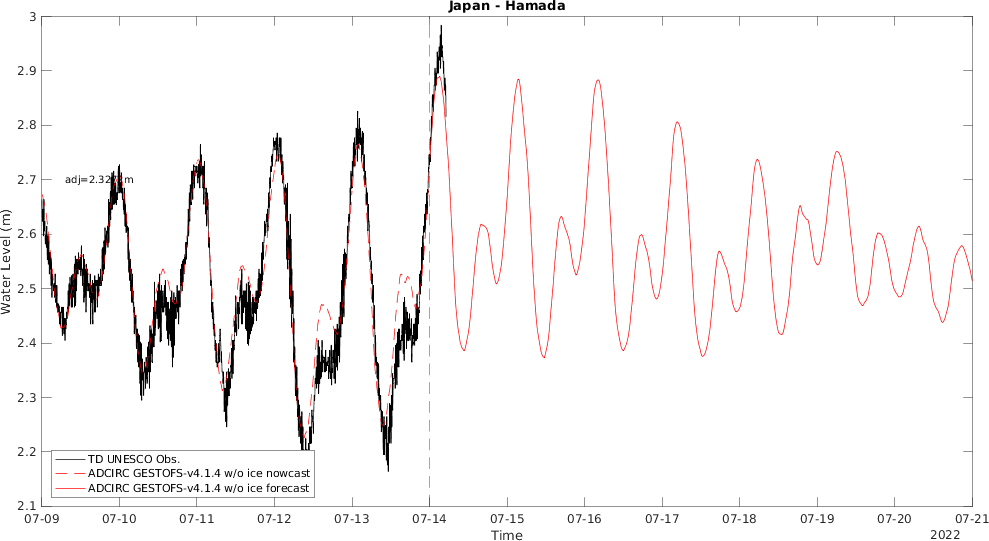 Japan - Hamada
3
2.9
2.8
2.7
2.6
2.5
2.4
2.3
2.2
2.1
Water Level (m)
TD UNESCO Obs.
ADCIRC GESTOFS-v4.1.4 w/o ice nowcast
ADCIRC GESTOFS-v4.1.4 w/o ice forecast
07-09 07-10 07-11 07-12 07-13 07-14 07-15 07-16 07-17 07-18 07-19 07-20 07-21
Time
2022